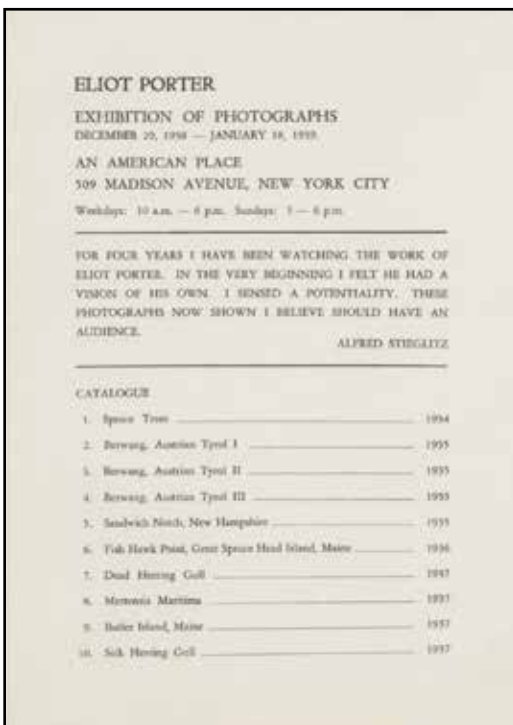 ELIOT PORTER
EXHIBITION OF PHOTOGRAPHS
DECEMBER 29, 1938 — JANUARY 18, 1939.
AN AMERICAN PLACE
509 MADISON AVENUE, NEW YORK CITY
Weekdays: 10 a.m. — 6 p.m. Sundays: 3 — 6 p.m.
FOR FOUR YEARS I HAVE BEEN WATCHING THE WORK OF
ELIOT PORTER. IN THE VERY BEGINNING I FELT HE HAD A
VISION OF HIS OWN. I SENSED A POTENTIALITY. THESE
PHOTOGRAPHS NOW SHOWN I BELIEVE SHOULD HAVE AN
AUDIENCE.
ALFRED STIEGLITZ
CATALOGUE
1. Spruce Trees 1934
2. Berwang, Austrian Tyrol I 1935
3. Berwang, Austrian Tyrol II 1935
4. Berwang, Austrian Tyrol III 1935
5. Sandwich Notch, New Hampshire 1935
6. Fish Hawk Point, Great Spruce Head Island, Maine 1936
7. Dead Herring Gull 1937
8. Mertensia Maritima 1937
9. Butter Island, Maine 1937
10. Sick Herring Gull 1937